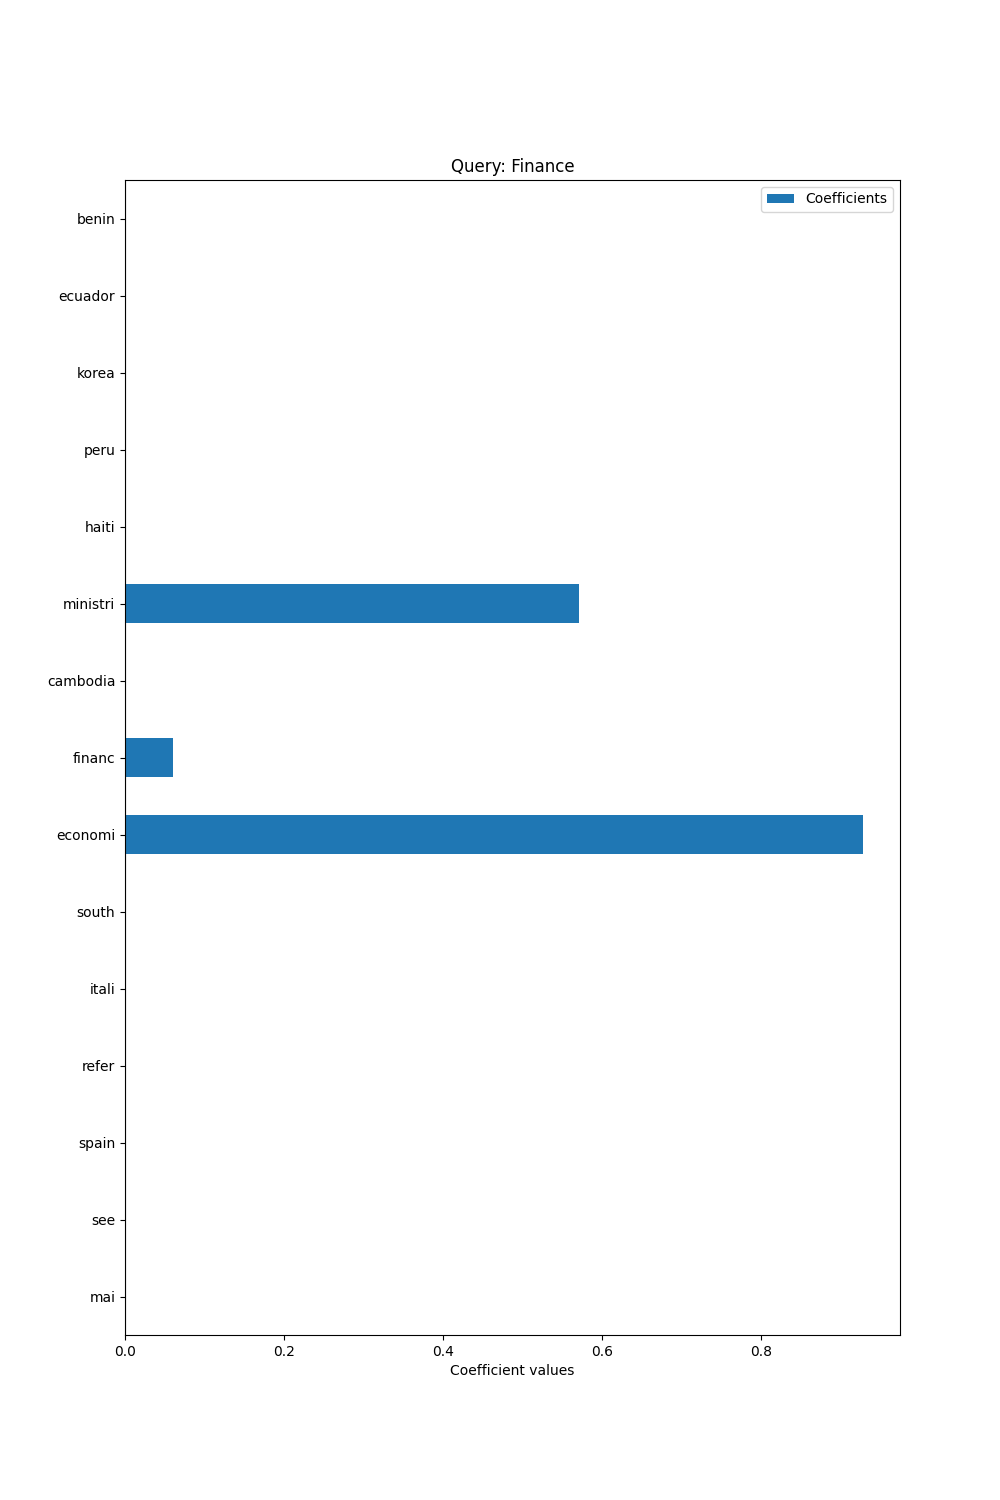 Query: Finance
Coefficients
benin
ecuador
korea
peru
haiti
ministri
cambodia
financ
economi
south
itali
refer
spain
see
mai
0.0 0.2 0.4 0.6 0.8
Coefficient values